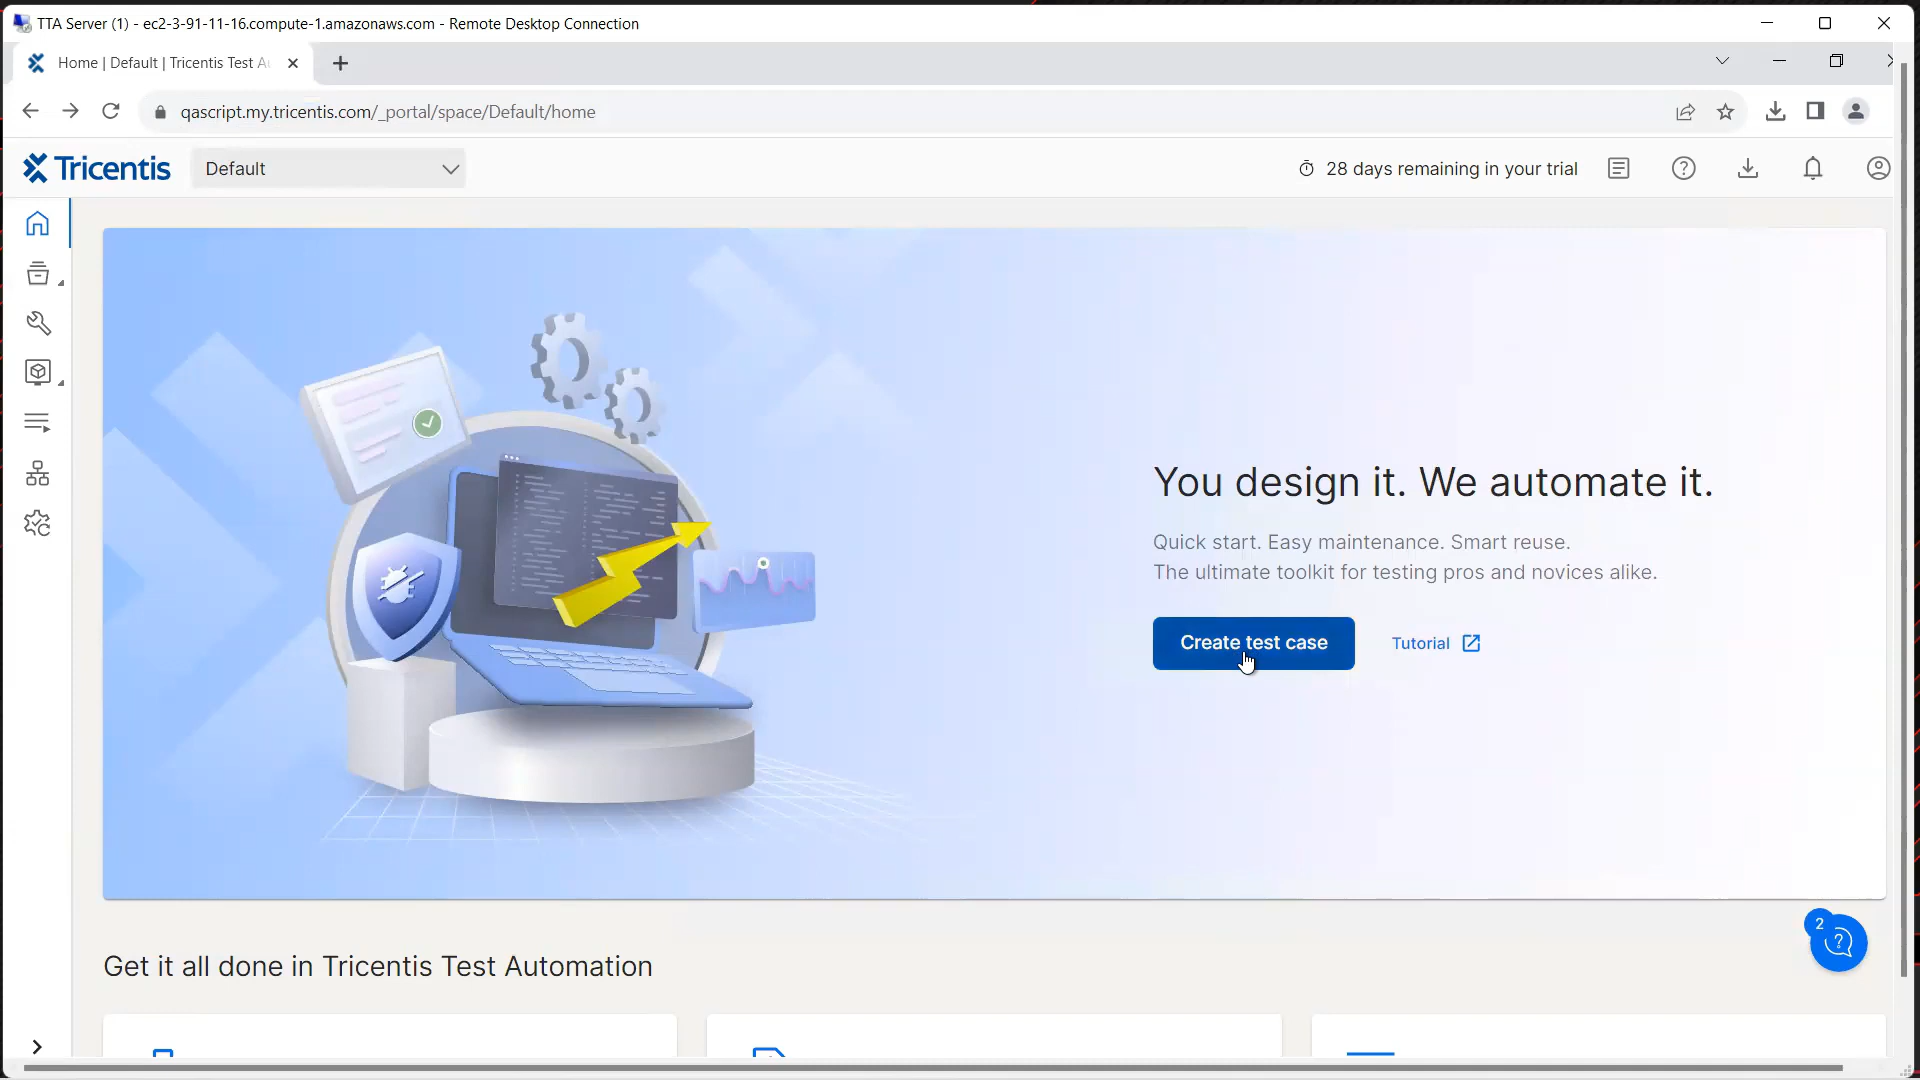 TTA Server (1) - ec2-3-91-11-16.compute-1.amazonaws.com - Remote Desktop Connection
Home | Default | Tricentis Test Au
qascript.my.tricentis.com/_portal/space/Default/home
Tricentis
Default
28 days remaining in your trial
You design it. We automate it.
Quick start. Easy maintenance. Smart reuse.
The ultimate toolkit for testing pros and novices alike.
Create test case
Tutorial
2
Get it all done in Tricentis Test Automation